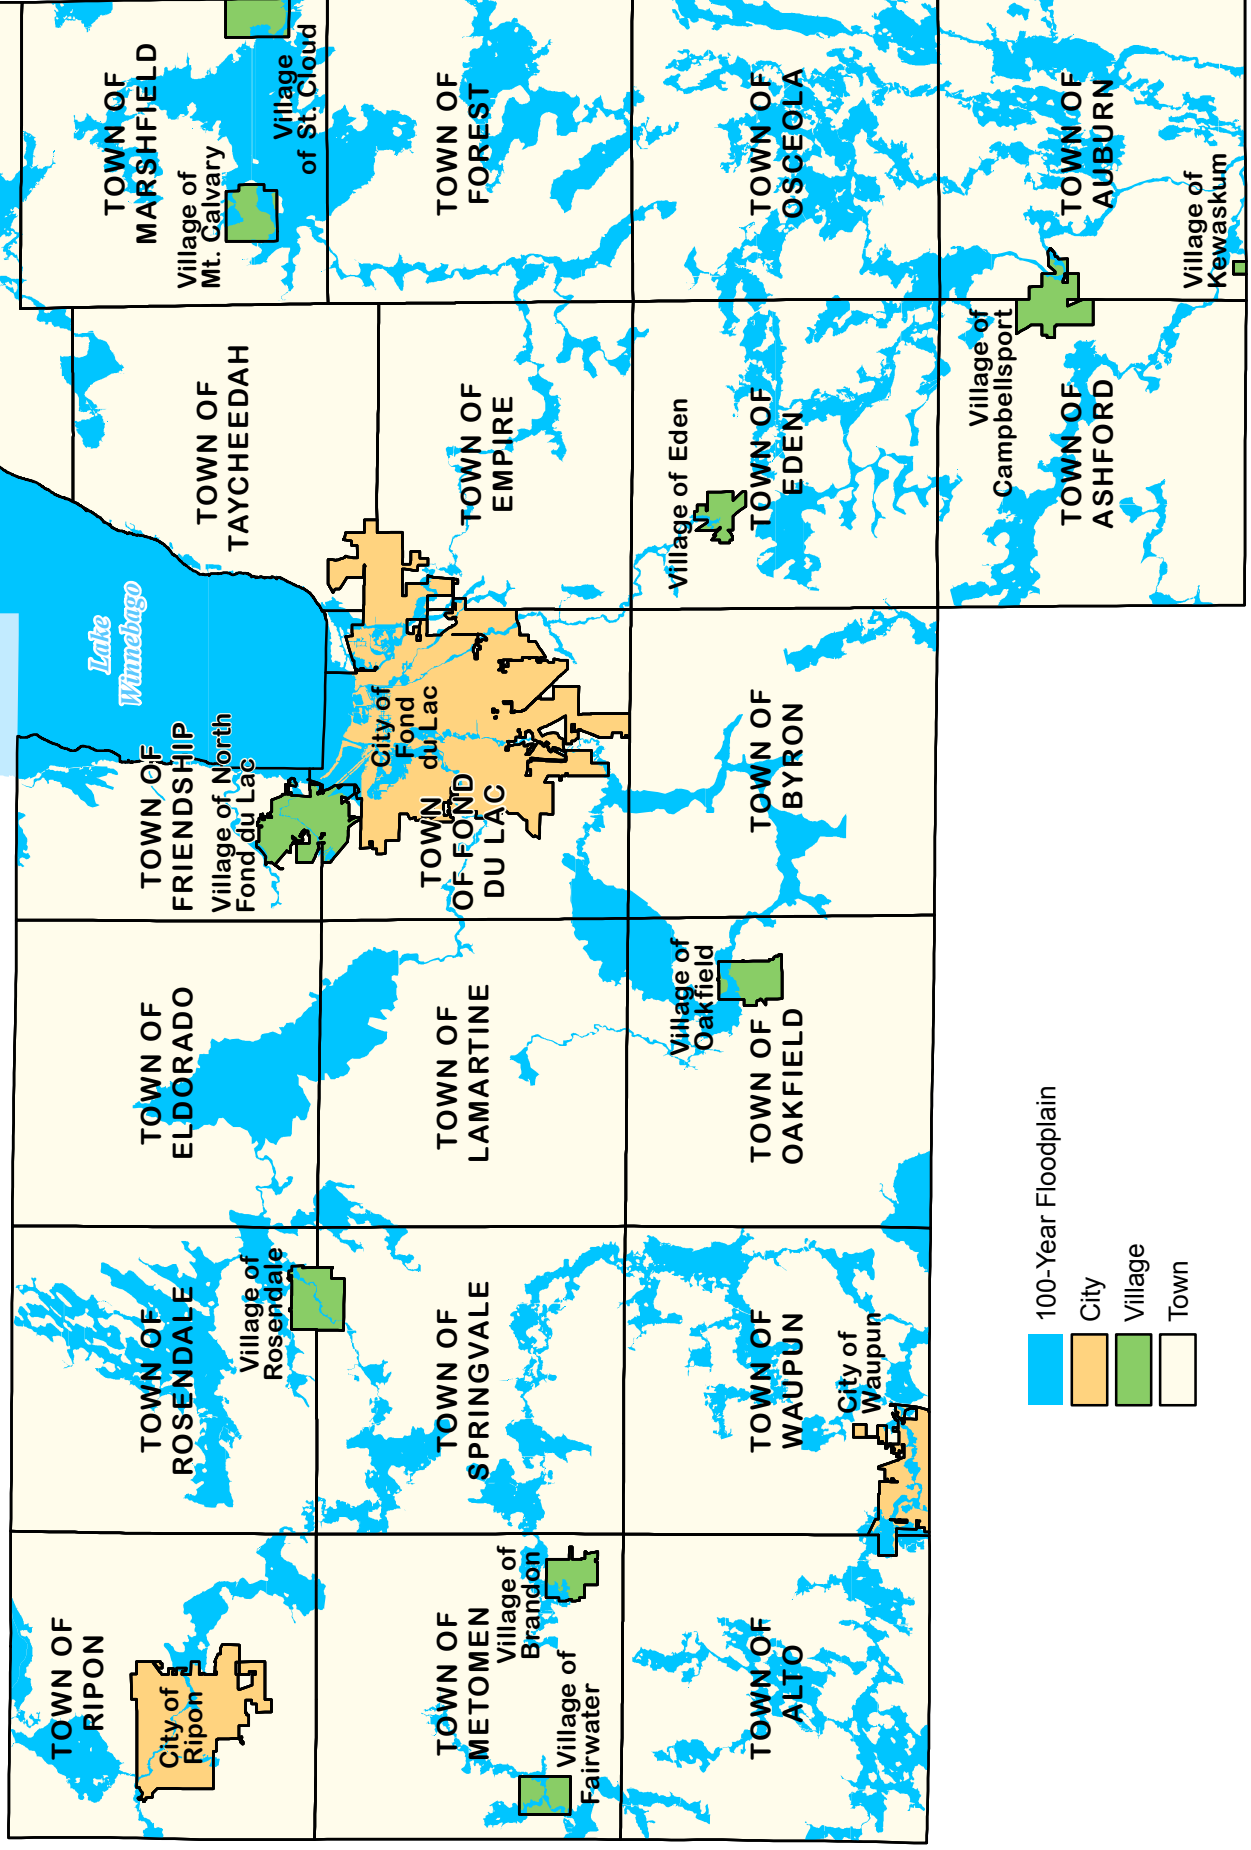 TOWN OF
RIPON
City of
Ripon
TOWN OF
ROSENDALE
Village of
Rosendale
TOWN OF
ELDORADO
TOWN OF
FRIENDSHIP
Village of North
Fond du Lac
Lake
Winnebago
TOWN OF
TAYCHEEDAH
TOWN OF
MARSHFIELD
Village of
Mt. Calvary
Village
of St. Cloud
TOWN OF
METOMEN
Village of
Brandon
Village of
Fairwater
TOWN OF
SPRINGVALE
TOWN OF
LAMARTINE
City of
Fond
du Lac
TOWN
OF FOND
DU LAC
TOWN OF
EMPIRE
TOWN OF
FOREST
TOWN OF
ALTO
TOWN OF
WAUPUN
City of
Waupun
Village of
Oakfield
TOWN OF
OAKFIELD
TOWN OF
BYRON
Village of Eden
TOWN OF
EDEN
TOWN OF
OSCEOLA
Village of
Campbellsport
TOWN OF
ASHFORD
TOWN OF
AUBURN
Village of
Kewaskum
100-Year Floodplain
City
Village
Town